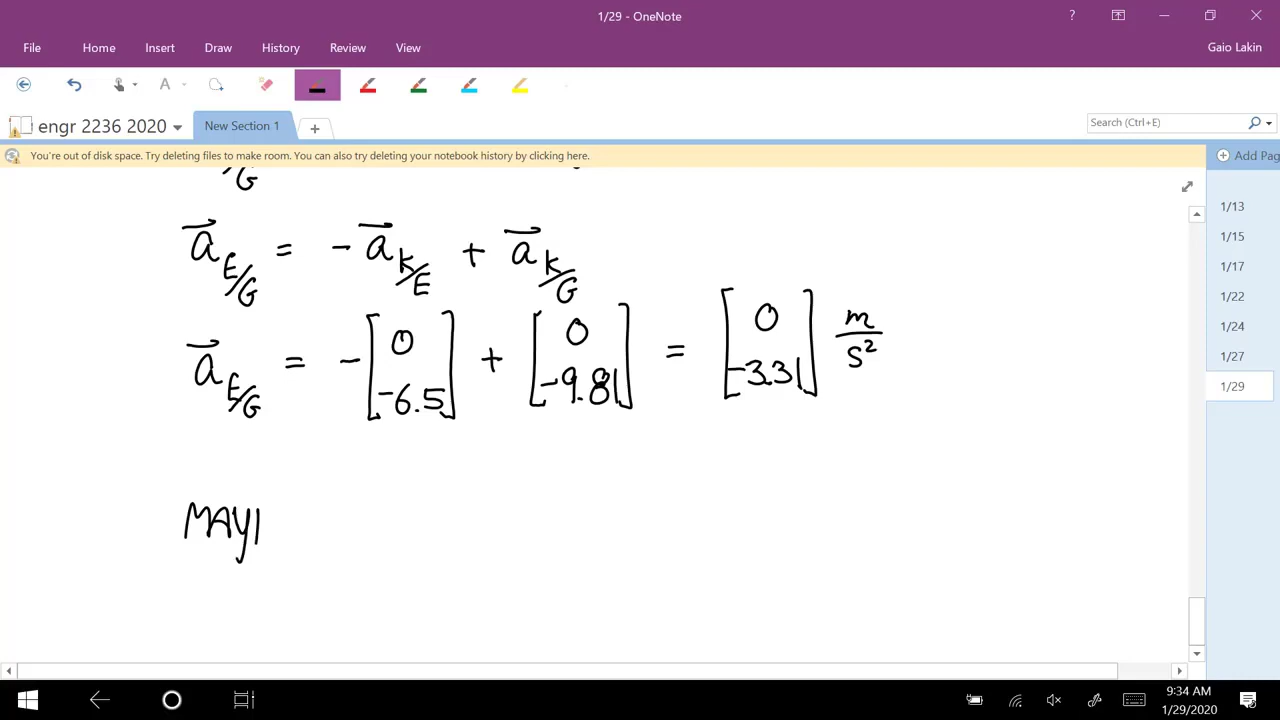 1/29 - OneNote
?
File Home Insert Draw History Review View Gaio Lakin
A
engr 2236 2020 New Section 1 + Search (Ctrl+E)
You're out of disk space. Try deleting files to make room. You can also try deleting your notebook history by clicking here.
Add Pag
1/13
1/15
1/17
1/22
1/24
1/27
1/29
E/G
a⃗ E/G = - a⃗ K/E + a⃗ K/G
a⃗ E/G = - [0 -6.5] + [0 -9.81] = [0 -3.31] m/s²
MAY
9:34 AM
1/29/2020